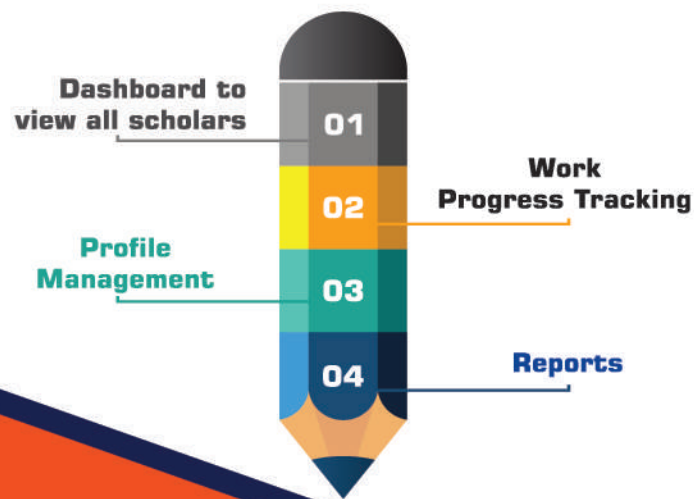 Dashboard to
view all scholars
01
02
Work
Progress Tracking
Profile
Management
03
04
Reports